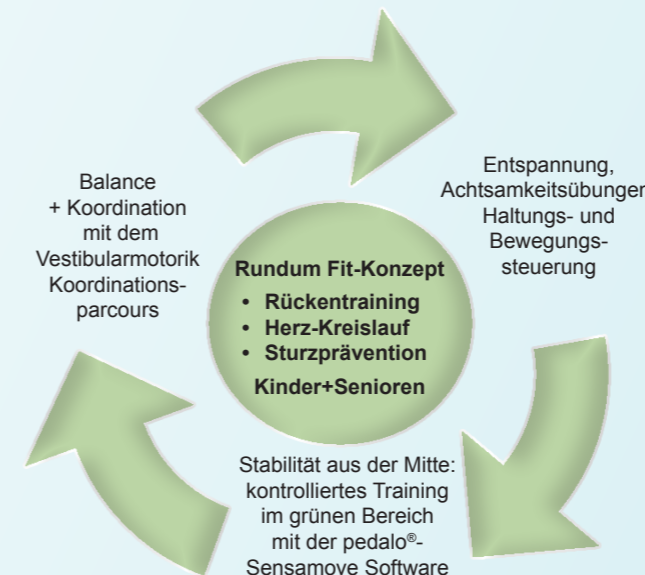 Balance
+ Koordination
mit dem
Vestibularmotorik
Koordinations-
parcours
Entspannung,
Achtsamkeitsübungen
Haltungs- und
Bewegungs-
steuerung
Rundum Fit-Konzept
• Rückentraining
• Herz-Kreislauf
• Sturzprävention
Kinder+Senioren
Stabilität aus der Mitte:
kontrolliertes Training
im grünen Bereich
mit der pedalo®-
Sensamove Software